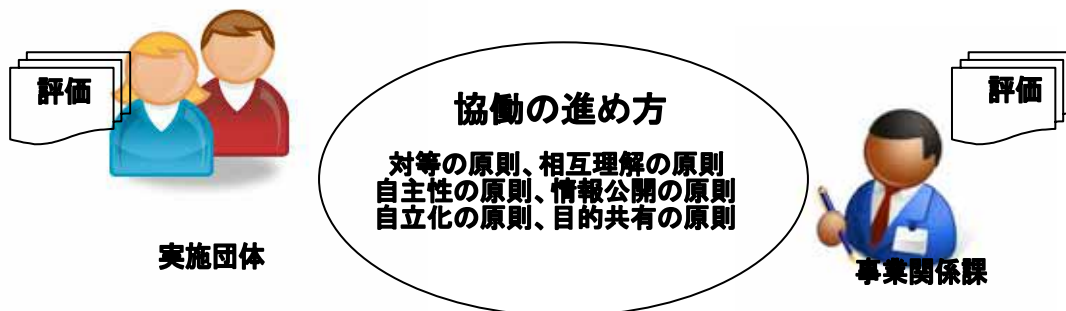 評価
協働の進め方
対等の原則、相互理解の原則
自主性の原則、情報公開の原則
自立化の原則、目的共有の原則
実施団体
評価
事業関係課